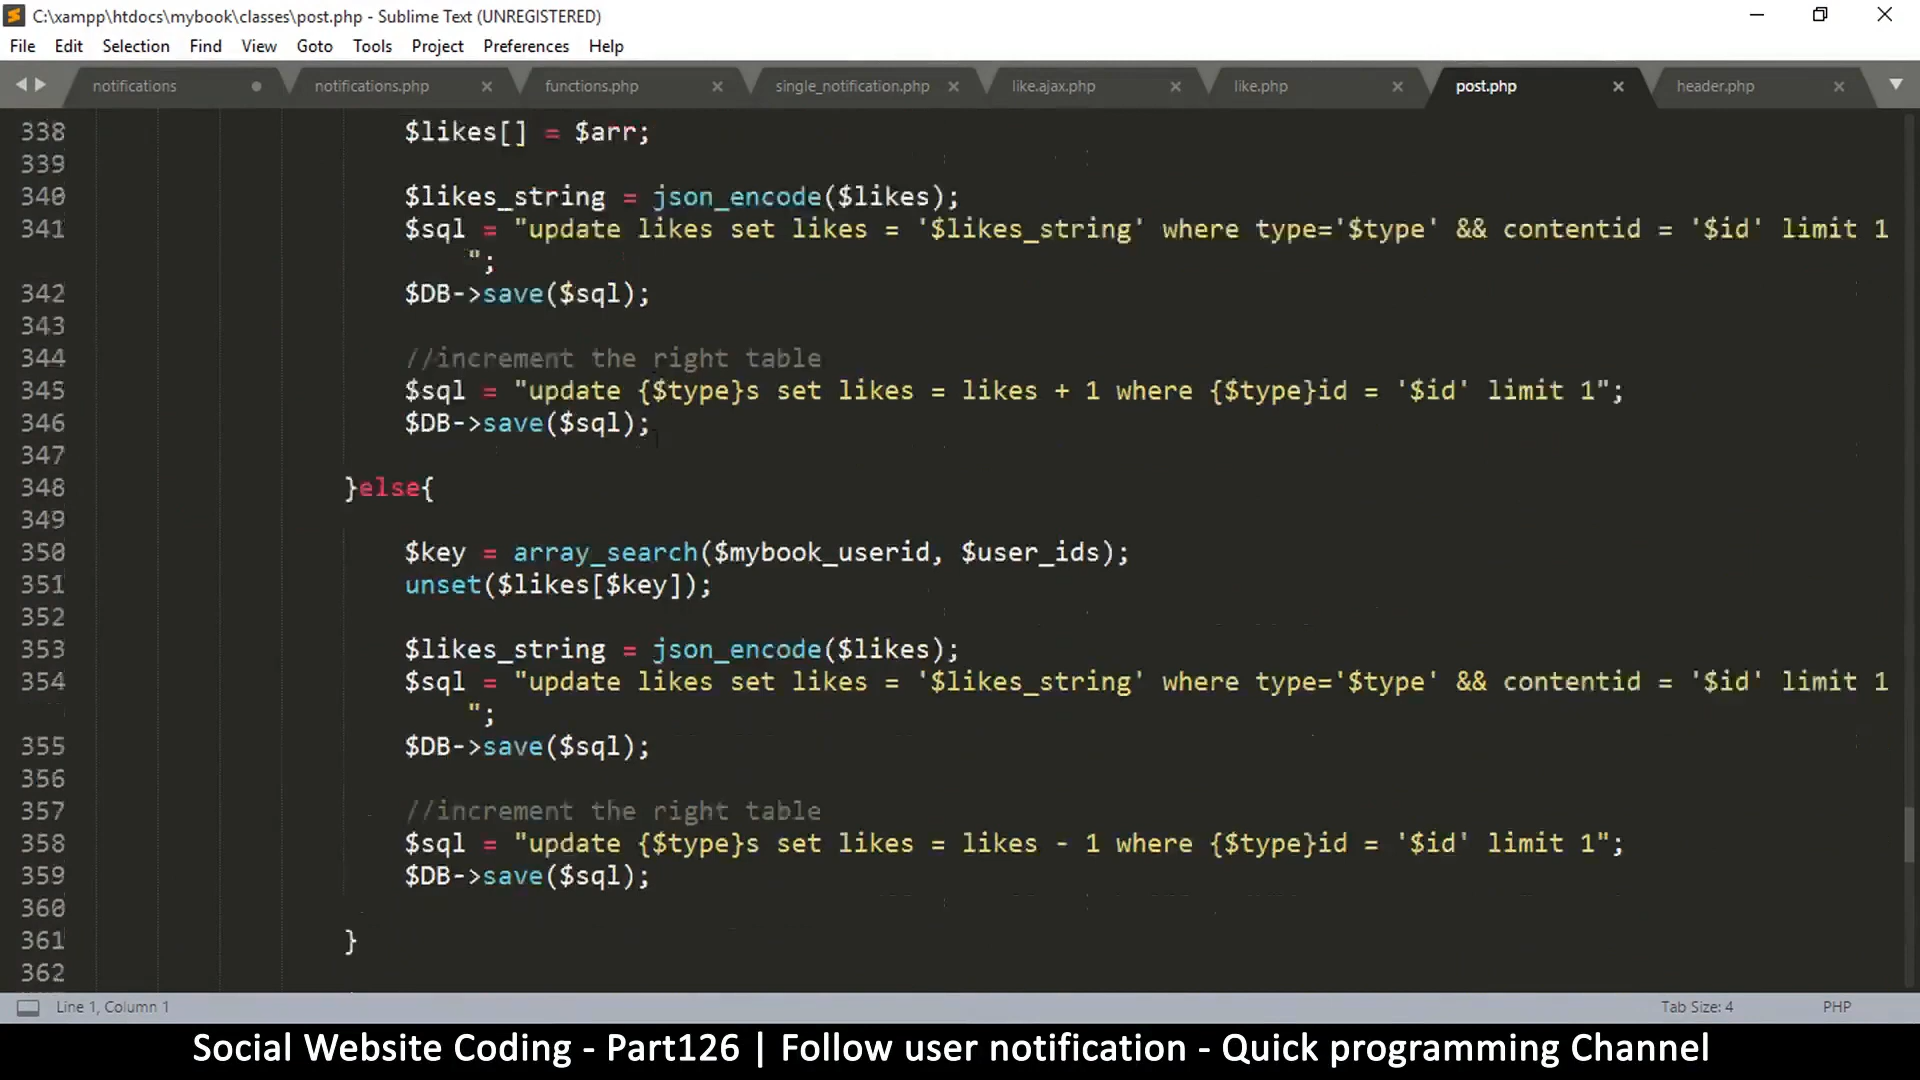 C:\xampp\htdocs\mybook\classes\post.php - Sublime Text (UNREGISTERED)
File Edit Selection Find View Goto Tools Project Preferences Help
notifications notifications.php functions.php single_notification.php like.ajax.php like.php post.php header.php
338 $likes[] = $arr;
339
340 $likes_string = json_encode($likes);
341 $sql = "update likes set likes = '$likes_string' where type='$type' && contentid = '$id' limit 1
";
342 $DB->save($sql);
343
344 //increment the right table
345 $sql = "update {$type}s set likes = likes + 1 where {$type}id = '$id' limit 1";
346 $DB->save($sql);
347
348 }else{
349
350 $key = array_search($mybook_userid, $user_ids);
351 unset($likes[$key]);
352
353 $likes_string = json_encode($likes);
354 $sql = "update likes set likes = '$likes_string' where type='$type' && contentid = '$id' limit 1
";
355 $DB->save($sql);
356
357 //increment the right table
358 $sql = "update {$type}s set likes = likes - 1 where {$type}id = '$id' limit 1";
359 $DB->save($sql);
360
361 }
362
Line 1, Column 1 Tab Size: 4 PHP
Social Website Coding - Part126 | Follow user notification - Quick programming Channel